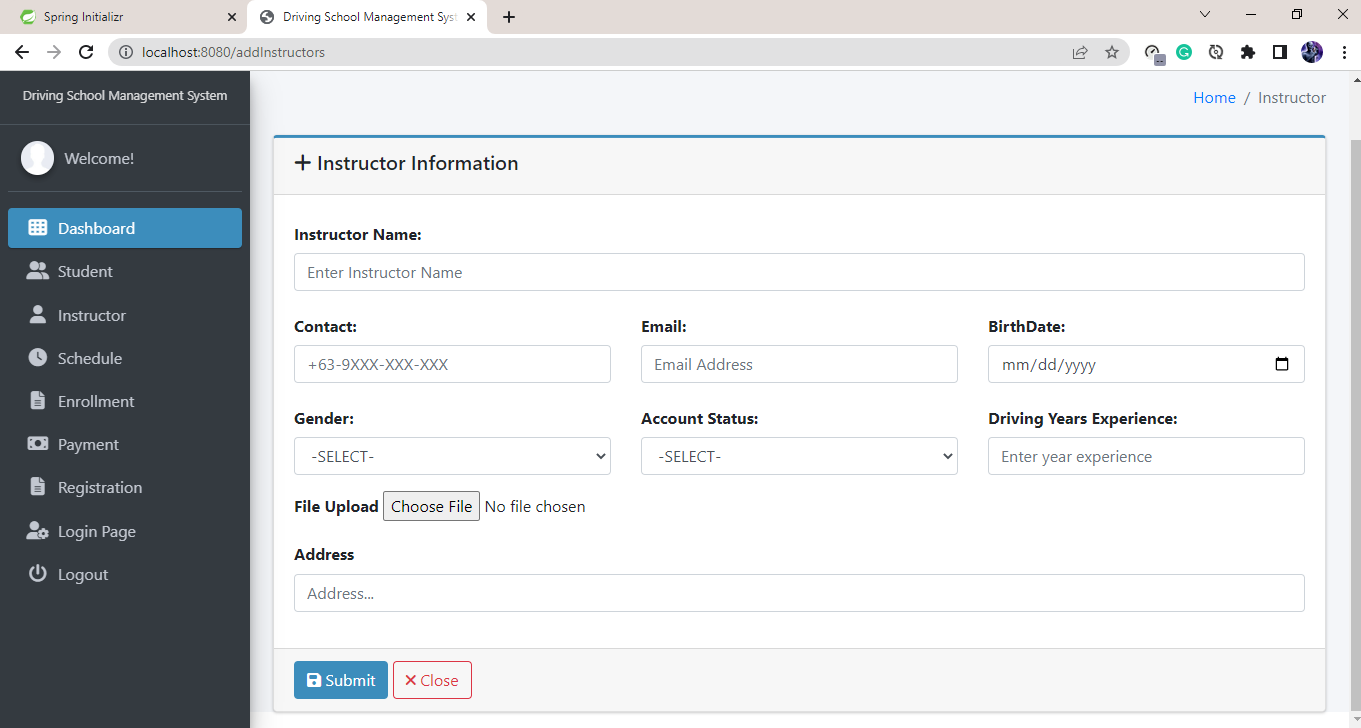 Spring Initializr
Driving School Management Syst
localhost:8080/addInstructors
Driving School Management System
Welcome!
Dashboard
Student
Instructor
Schedule
Enrollment
Payment
Registration
Login Page
Logout
Home / Instructor
Instructor Information
Instructor Name:
Enter Instructor Name
Contact: Email: BirthDate:
+63-9XXX-XXX-XXX Email Address mm/dd/yyyy
Gender: Account Status: Driving Years Experience:
-SELECT- -SELECT- Enter year experience
File Upload Choose File No file chosen
Address
Address...
Submit Close